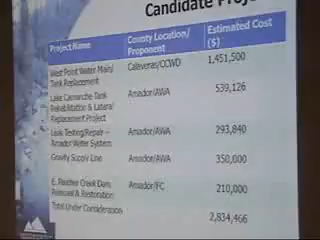 Candidate Proje
Project Name County Location/ Proponent Estimated Cost ($)
West Point Water Main/ Calaveras/CCWD 1,451,500
Tank Replacement
Lake Camanche Tank Amador/AWA 539,126
Rehabilitation & Lateral
Replacement Project
Leak Testing/Repair – Amador/AWA 293,840
Amador Water System
Gravity Supply Line Amador/AWA 350,000
E. Panther Creek Dam Amador/FC 210,000
Removal & Restoration
Total Under Consideration 2,834,466